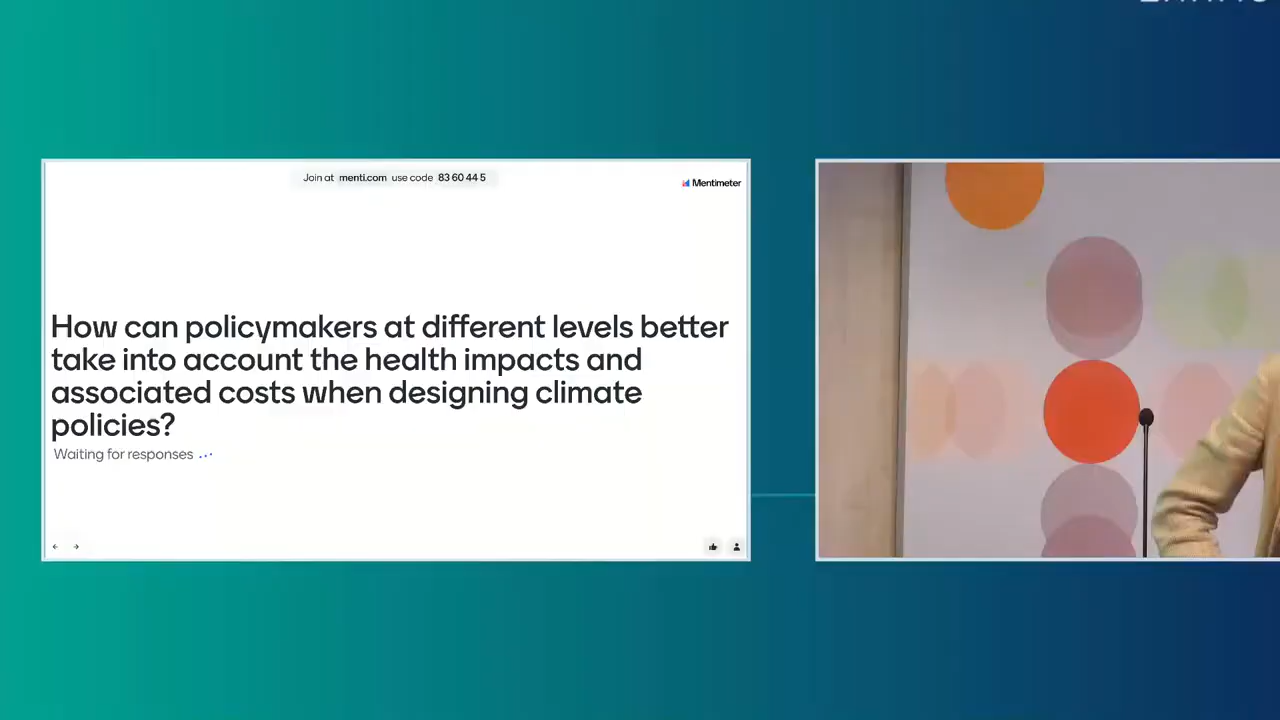 Join at menti.com use code 83 60 44 5
Mentimeter
How can policymakers at different levels better
take into account the health impacts and
associated costs when designing climate
policies?
Waiting for responses